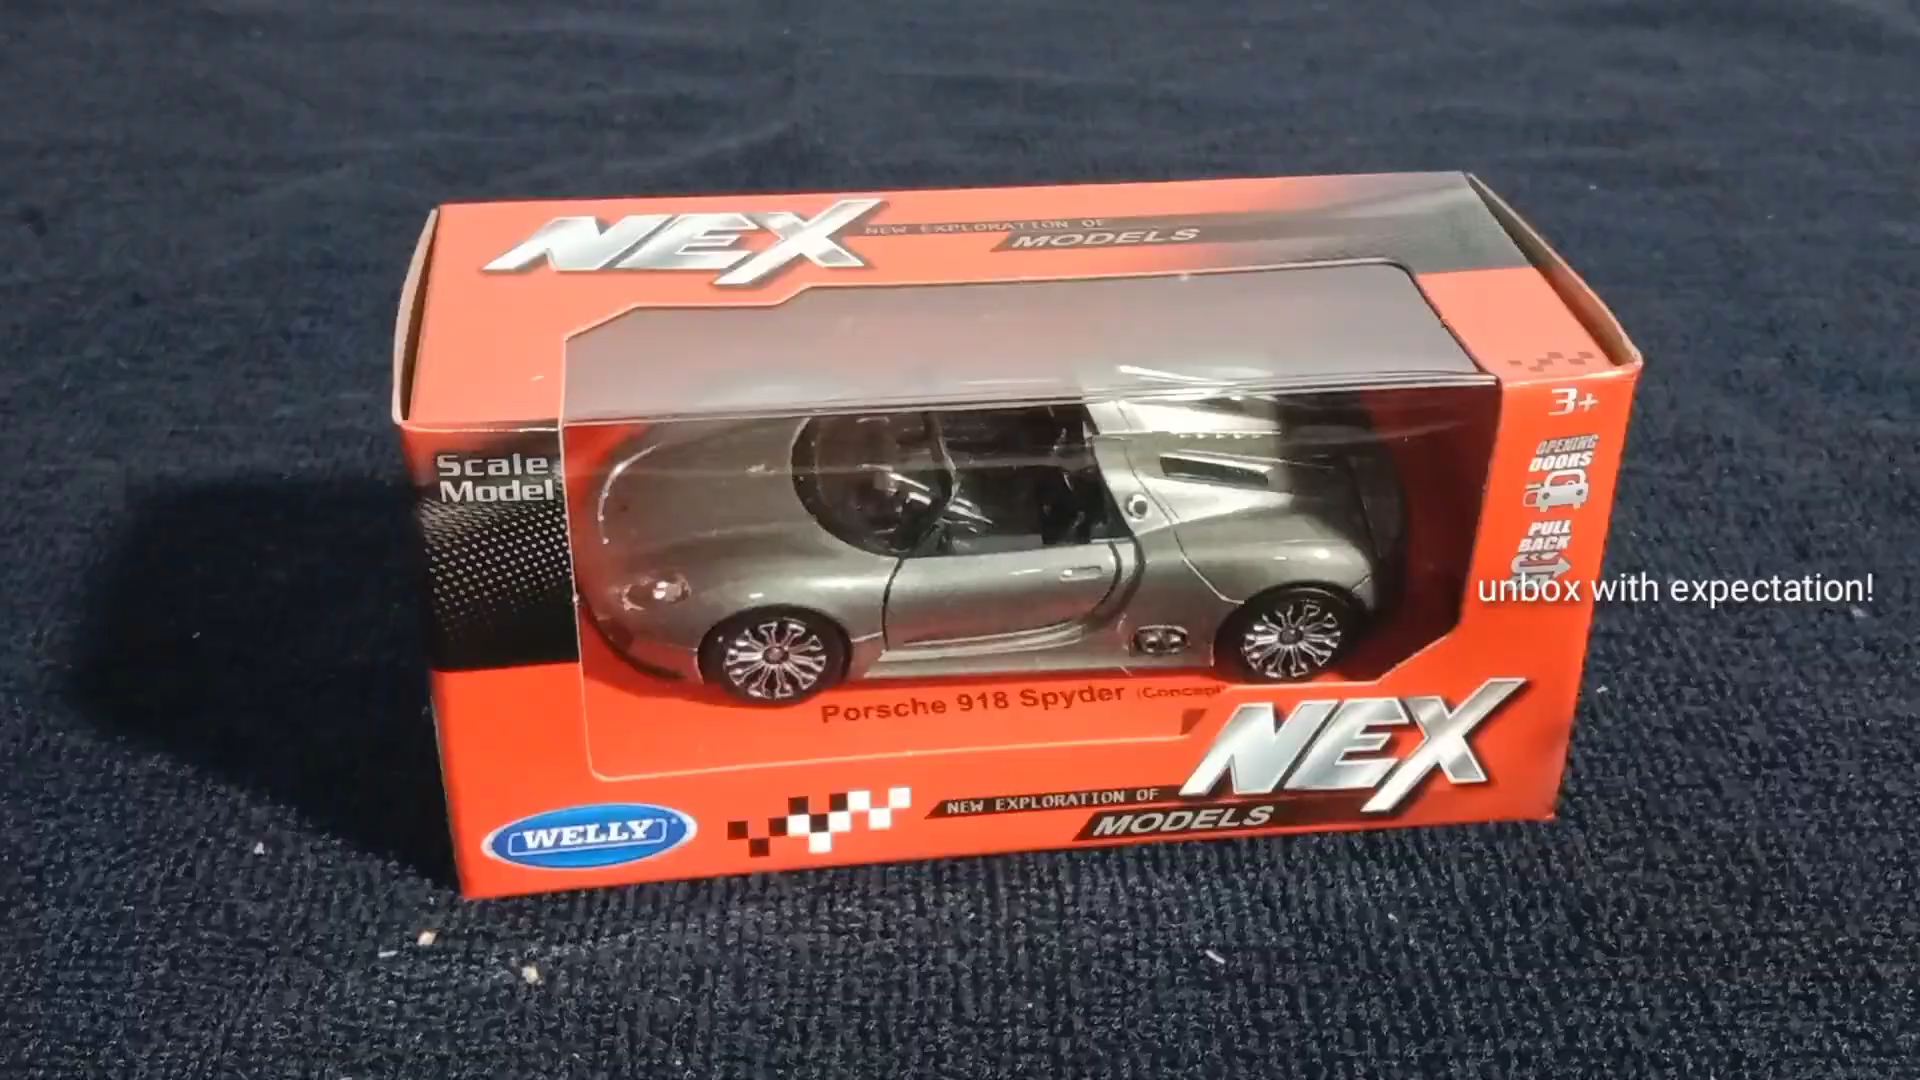 NEX
NEW EXPLORATION OF
MODELS
3+
Scale
Model
OPENING
DOORS
PULL
BACK
unbox with expectation!
Porsche 918 Spyder (Concept
NEX
WELLY
NEW EXPLORATION OF
MODELS